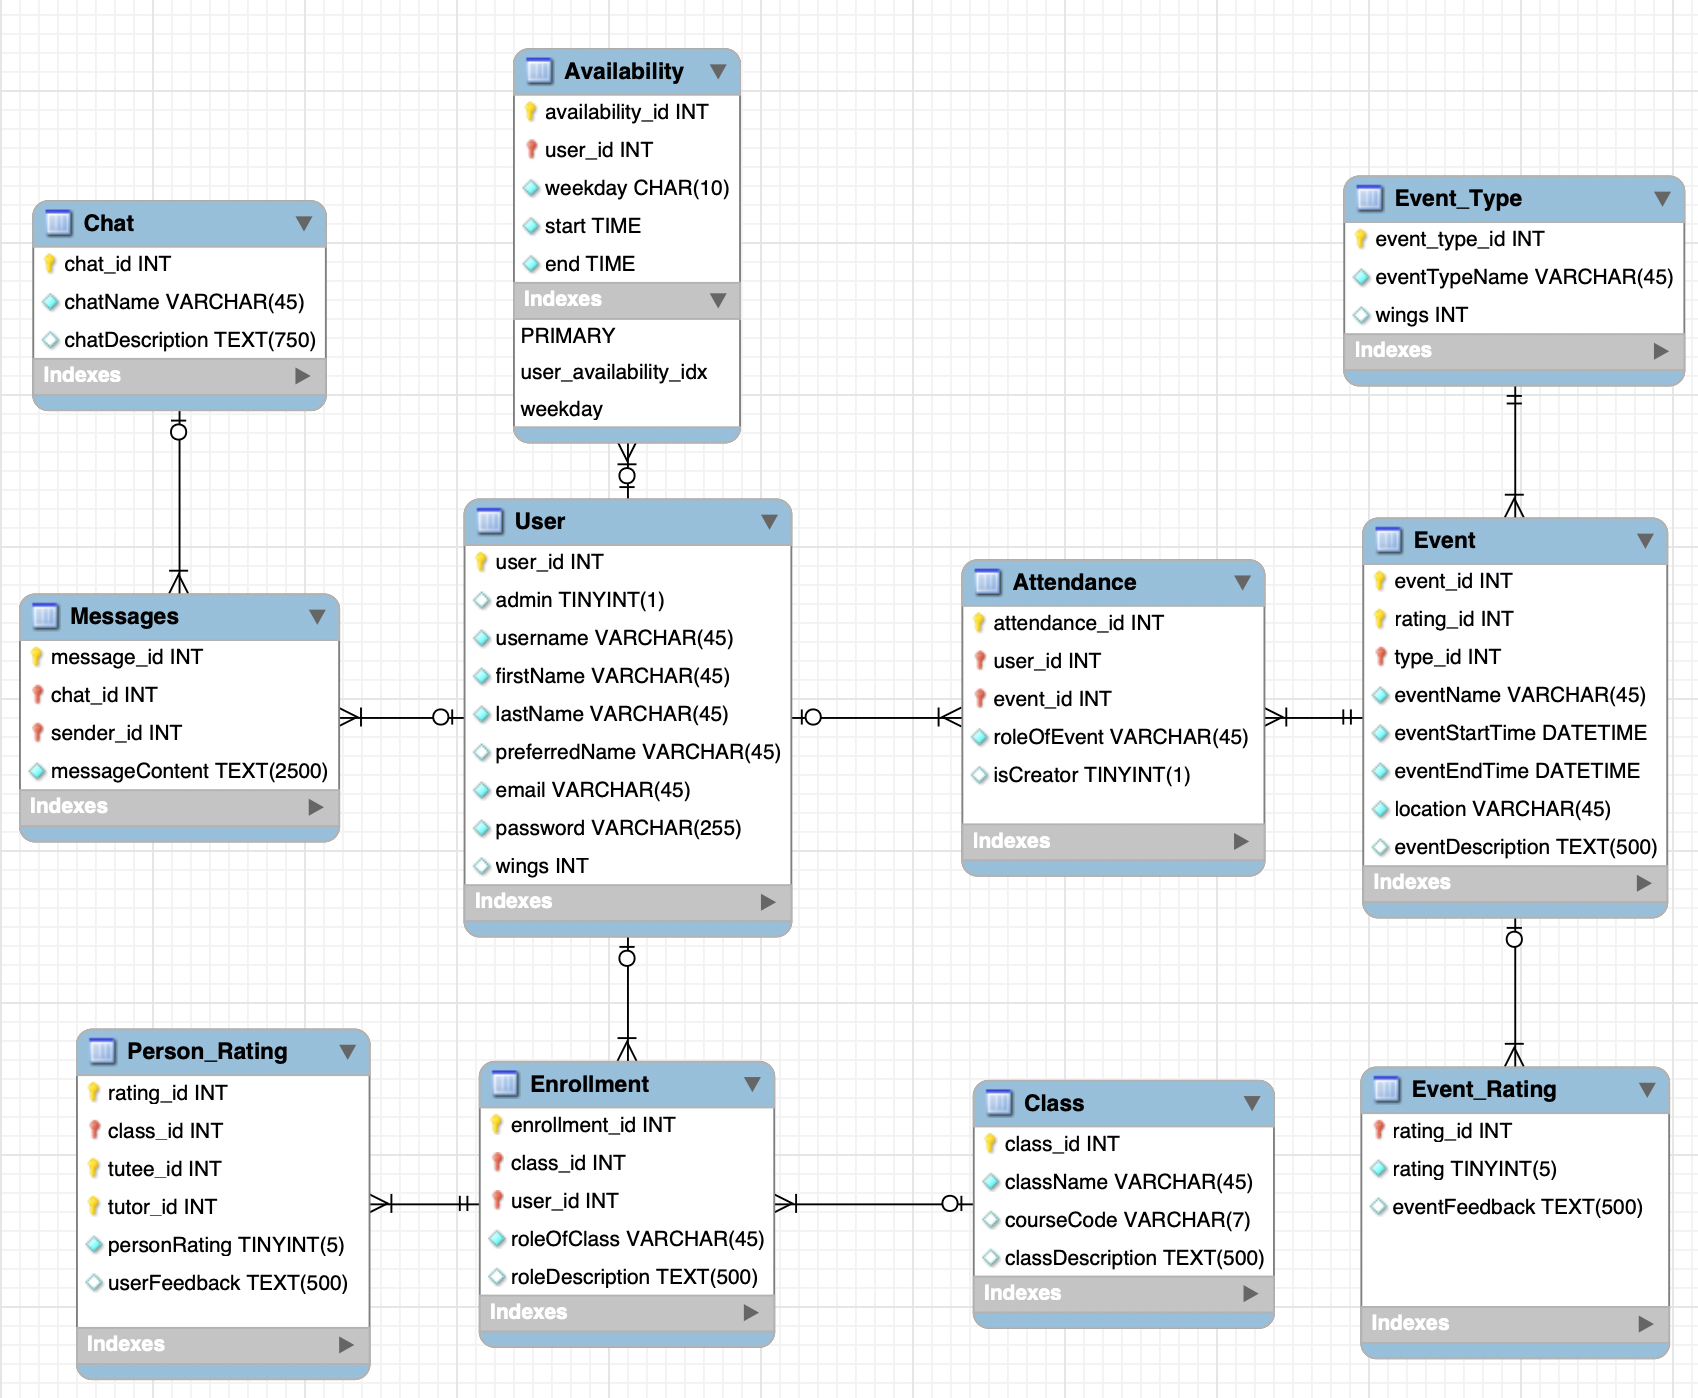 Availability
availability_id INT
user_id INT
weekday CHAR(10)
start TIME
end TIME
Indexes
PRIMARY
user_availability_idx
weekday
Chat
chat_id INT
chatName VARCHAR(45)
chatDescription TEXT(750)
Indexes
Event_Type
event_type_id INT
eventTypeName VARCHAR(45)
wings INT
Indexes
Messages
message_id INT
chat_id INT
sender_id INT
messageContent TEXT(2500)
Indexes
User
user_id INT
admin TINYINT(1)
username VARCHAR(45)
firstName VARCHAR(45)
lastName VARCHAR(45)
preferredName VARCHAR(45)
email VARCHAR(45)
password VARCHAR(255)
wings INT
Indexes
Attendance
attendance_id INT
user_id INT
event_id INT
roleOfEvent VARCHAR(45)
isCreator TINYINT(1)
Indexes
Event
event_id INT
rating_id INT
type_id INT
eventName VARCHAR(45)
eventStartTime DATETIME
eventEndTime DATETIME
location VARCHAR(45)
eventDescription TEXT(500)
Indexes
Person_Rating
rating_id INT
class_id INT
tutee_id INT
tutor_id INT
personRating TINYINT(5)
userFeedback TEXT(500)
Indexes
Enrollment
enrollment_id INT
class_id INT
user_id INT
roleOfClass VARCHAR(45)
roleDescription TEXT(500)
Indexes
Class
class_id INT
className VARCHAR(45)
courseCode VARCHAR(7)
classDescription TEXT(500)
Indexes
Event_Rating
rating_id INT
rating TINYINT(5)
eventFeedback TEXT(500)
Indexes